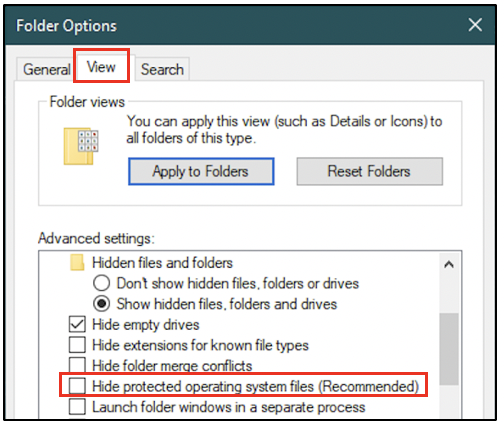 Folder Options
General
View
Search
Folder views
You can apply this view (such as Details or Icons) to
all folders of this type.
Apply to Folders
Reset Folders
Advanced settings:
Hidden files and folders
Don't show hidden files, folders or drives
Show hidden files, folders and drives
Hide empty drives
Hide extensions for known file types
Hide folder merge conflicts
Hide protected operating system files (Recommended)
Launch folder windows in a separate process